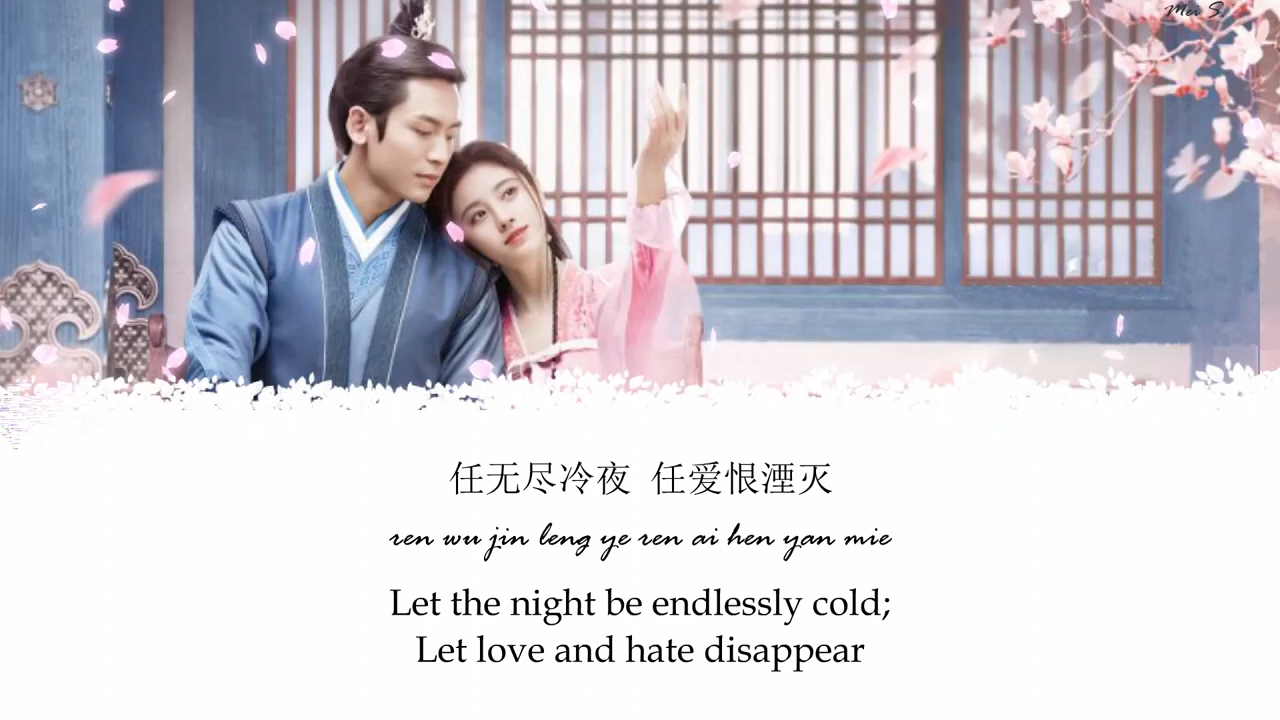 Mei S.
任无尽冷夜 任爱恨湮灭
ren wu jin leng ye ren ai hen yan mie
Let the night be endlessly cold;
Let love and hate disappear